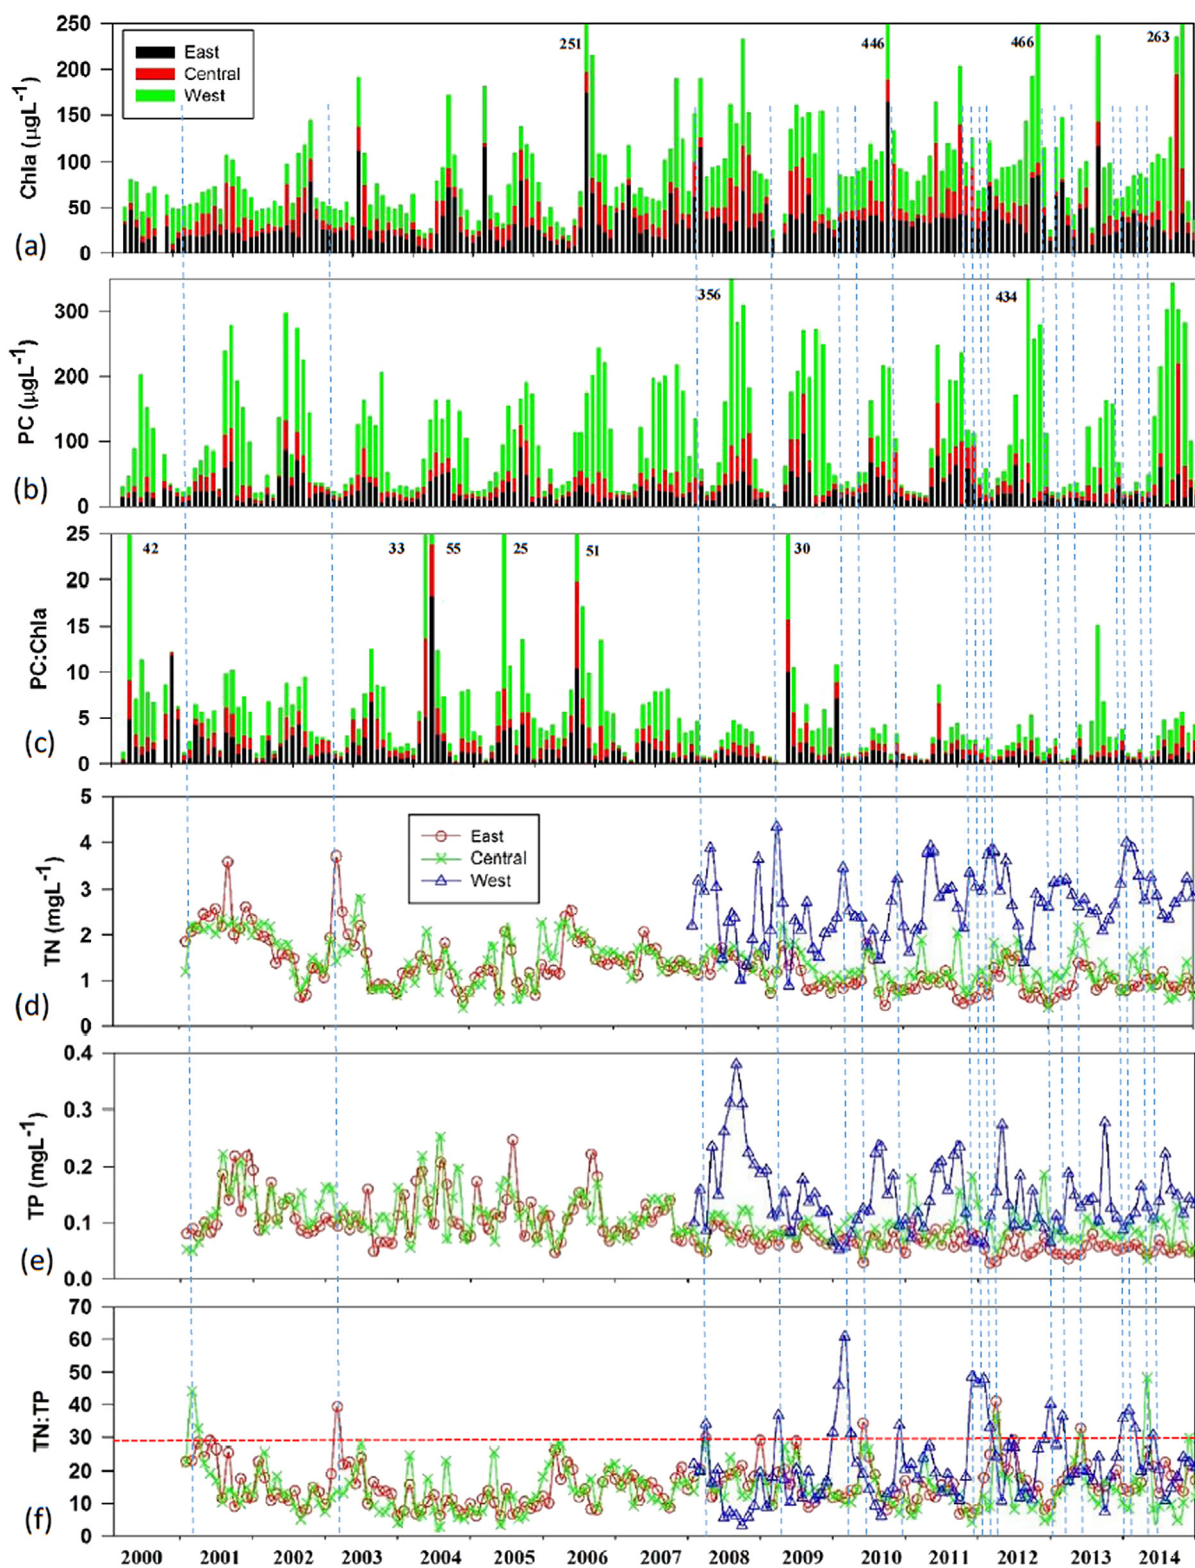 250
200
150
100
50
0
Chla (µgL⁻¹)
(a)
East
Central
West
251
446
466
263
300
200
100
0
PC (µgL⁻¹)
(b)
356
434
25
20
15
10
5
0
PC:Chla
(c)
42
33
55
25
51
30
5
4
3
2
1
0
TN (mgL⁻¹)
(d)
East
Central
West
0.4
0.3
0.2
0.1
0.0
TP (mgL⁻¹)
(e)
70
60
50
40
30
20
10
0
TN:TP
(f)
2000 2001 2002 2003 2004 2005 2006 2007 2008 2009 2010 2011 2012 2013 2014